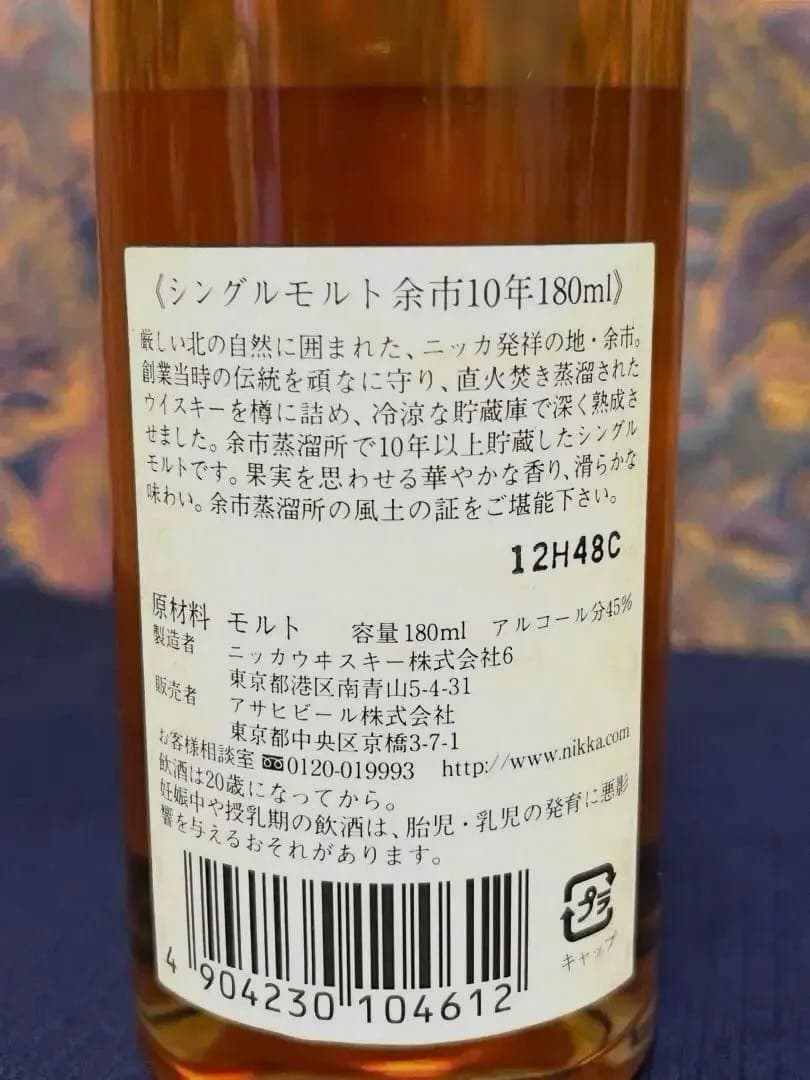 《シングルモルト余市10年180ml》
厳しい北の自然に囲まれた、ニッカ発祥の地・余市。
創業当時の伝統を頑なに守り、直火焚き蒸溜された
ウイスキーを樽に詰め、冷涼な貯蔵庫で深く熟成さ
せました。余市蒸溜所で10年以上貯蔵したシングル
モルトです。果実を思わせる華やかな香り、滑らかな
味わい。余市蒸溜所の風土の証をご堪能下さい。
12H48C
原材料 モルト 容量180ml アルコール分45%
製造者 ニッカウヰスキー株式会社6
東京都港区南青山5-4-31
販売者 アサヒビール株式会社
東京都中央区京橋3-7-1
お客様相談室 0120-019993 http://www.nikka.com
飲酒は20歳になってから。
妊娠中や授乳期の飲酒は、胎児・乳児の発育に悪影
響を与えるおそれがあります。
4 904230 104612
プラ
キャップ